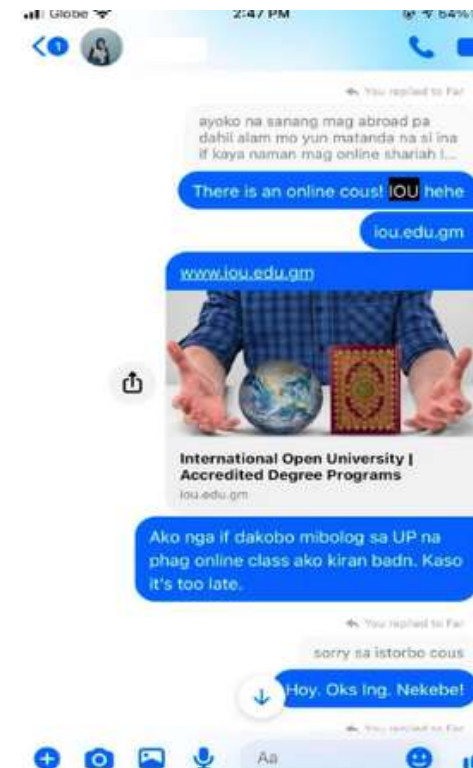 Globe
2:47 PM
64%
1
You replied to Far
ayoko na sanang mag abroad pa
dahil alam mo yun matanda na si ina
if kaya naman mag online shariah l...
There is an online cous! IOU hehe
iou.edu.gm
www.iou.edu.gm
International Open University |
Accredited Degree Programs
iou.edu.gm
Ako nga if dakobo mibolog sa UP na
phag online class ako kiran badn. Kaso
it's too late.
You replied to Far
sorry sa istorbo cous
Hoy. Oks Ing. Nekebe!
You replied to Far
Aa